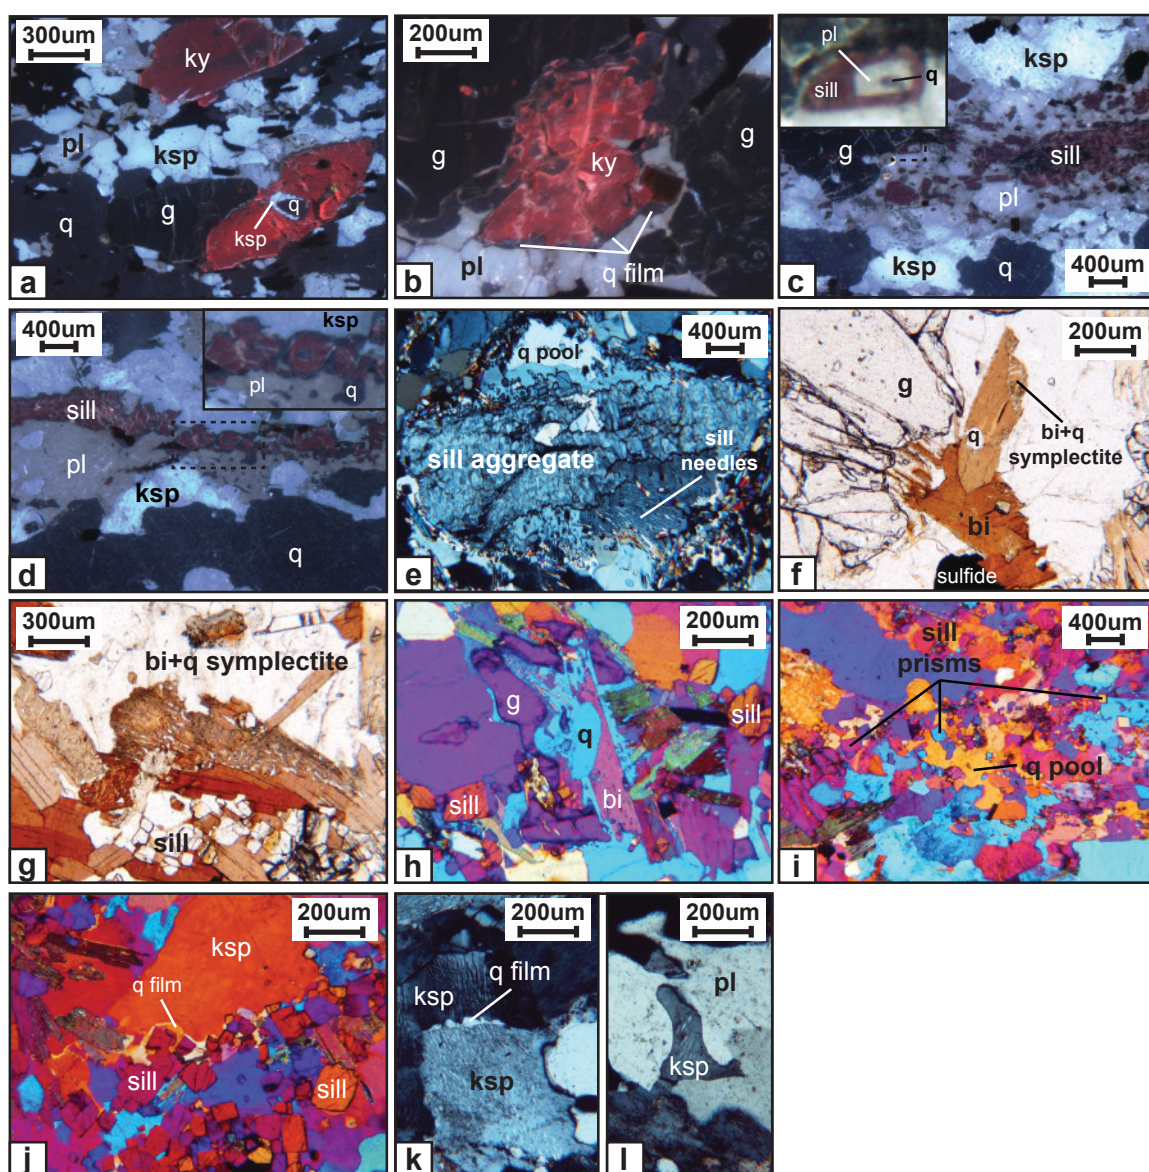 300um
ky
pl
ksp
q
g
q
ksp
a
200um
g
ky
g
pl
q film
b
pl
q
sill
ksp
g
sill
pl
ksp
q
400um
c
400um
ksp
pl
q
sill
pl
ksp
q
d
400um
q pool
sill aggregate
sill
needles
e
200um
g
q
bi+q
symplectite
bi
sulfide
f
300um
bi+q symplectite
sill
g
200um
g
q
sill
sill
bi
h
400um
sill
prisms
q pool
i
200um
ksp
q film
sill
sill
j
200um
q film
ksp
ksp
k
200um
pl
ksp
l